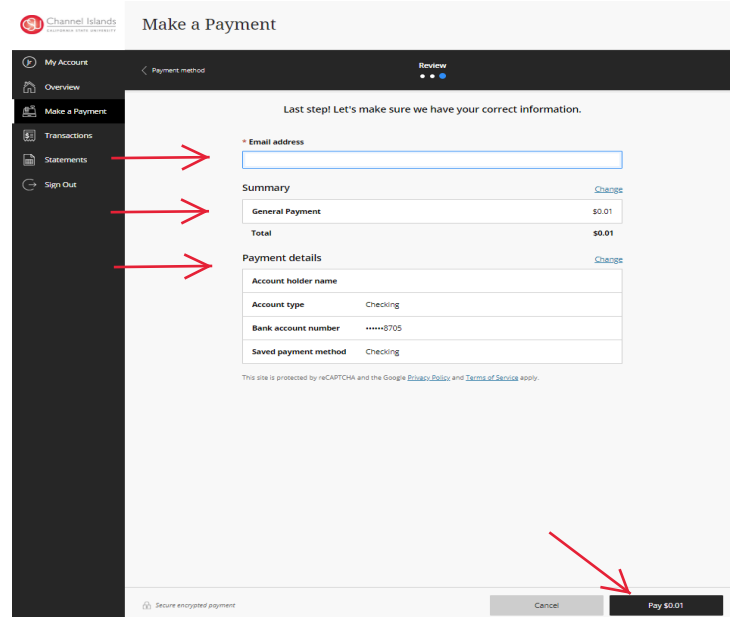 CSU Channel Islands
CALIFORNIA STATE UNIVERSITY
Make a Payment
My Account
Overview
Make a Payment
Transactions
Statements
Sign Out
Payment method
Review
Last step! Let's make sure we have your correct information.
* Email address
Summary Change
General Payment $0.01
Total $0.01
Payment details Change
Account holder name
Account type Checking
Bank account number ••••••8705
Saved payment method Checking
This site is protected by reCAPTCHA and the Google Privacy Policy and Terms of Service apply.
Secure encrypted payment
Cancel
Pay $0.01